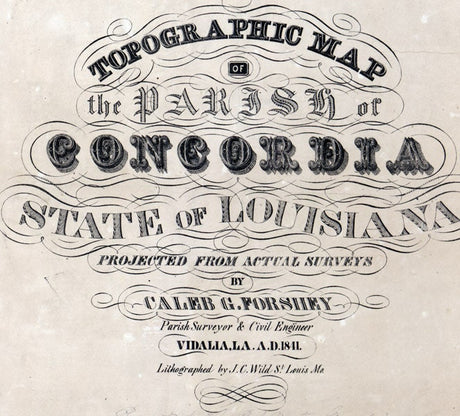 TOPOGRAPHIC MAP
OF
the PARISH of
CONCORDIA
STATE OF LOUISIANA
PROJECTED FROM ACTUAL SURVEYS
BY
CALEB G. FORSHEY
Parish Surveyor & Civil Engineer
VIDALIA, LA. A.D. 1841.
Lithographed by J. C. Wild St Louis Mo.